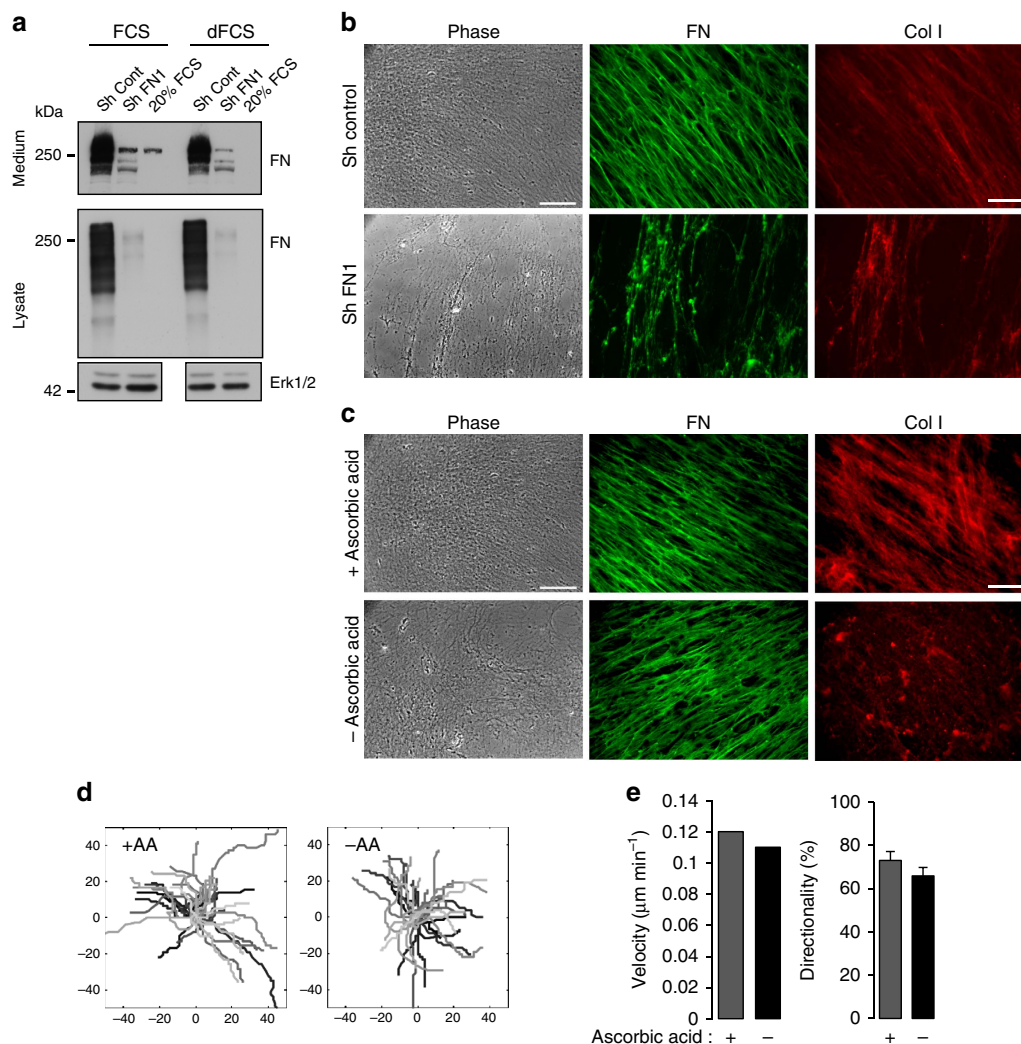 a
FCS dFCS
Sh Cont Sh FN1 20% FCS Sh Cont Sh FN1 20% FCS
kDa
Medium
250
FN
Lysate
250
FN
42
Erk1/2
b
Phase FN Col I
Sh control
Sh FN1
c
Phase FN Col I
+ Ascorbic acid
– Ascorbic acid
d
+AA
40
20
0
–20
–40
–40 –20 0 20 40
–AA
40
20
0
–20
–40
–40 –20 0 20 40
e
Velocity (µm min⁻¹)
0.14
0.12
0.1
0.08
0.06
0.04
0.02
0
Directionality (%)
100
80
60
40
20
0
Ascorbic acid : + – + –